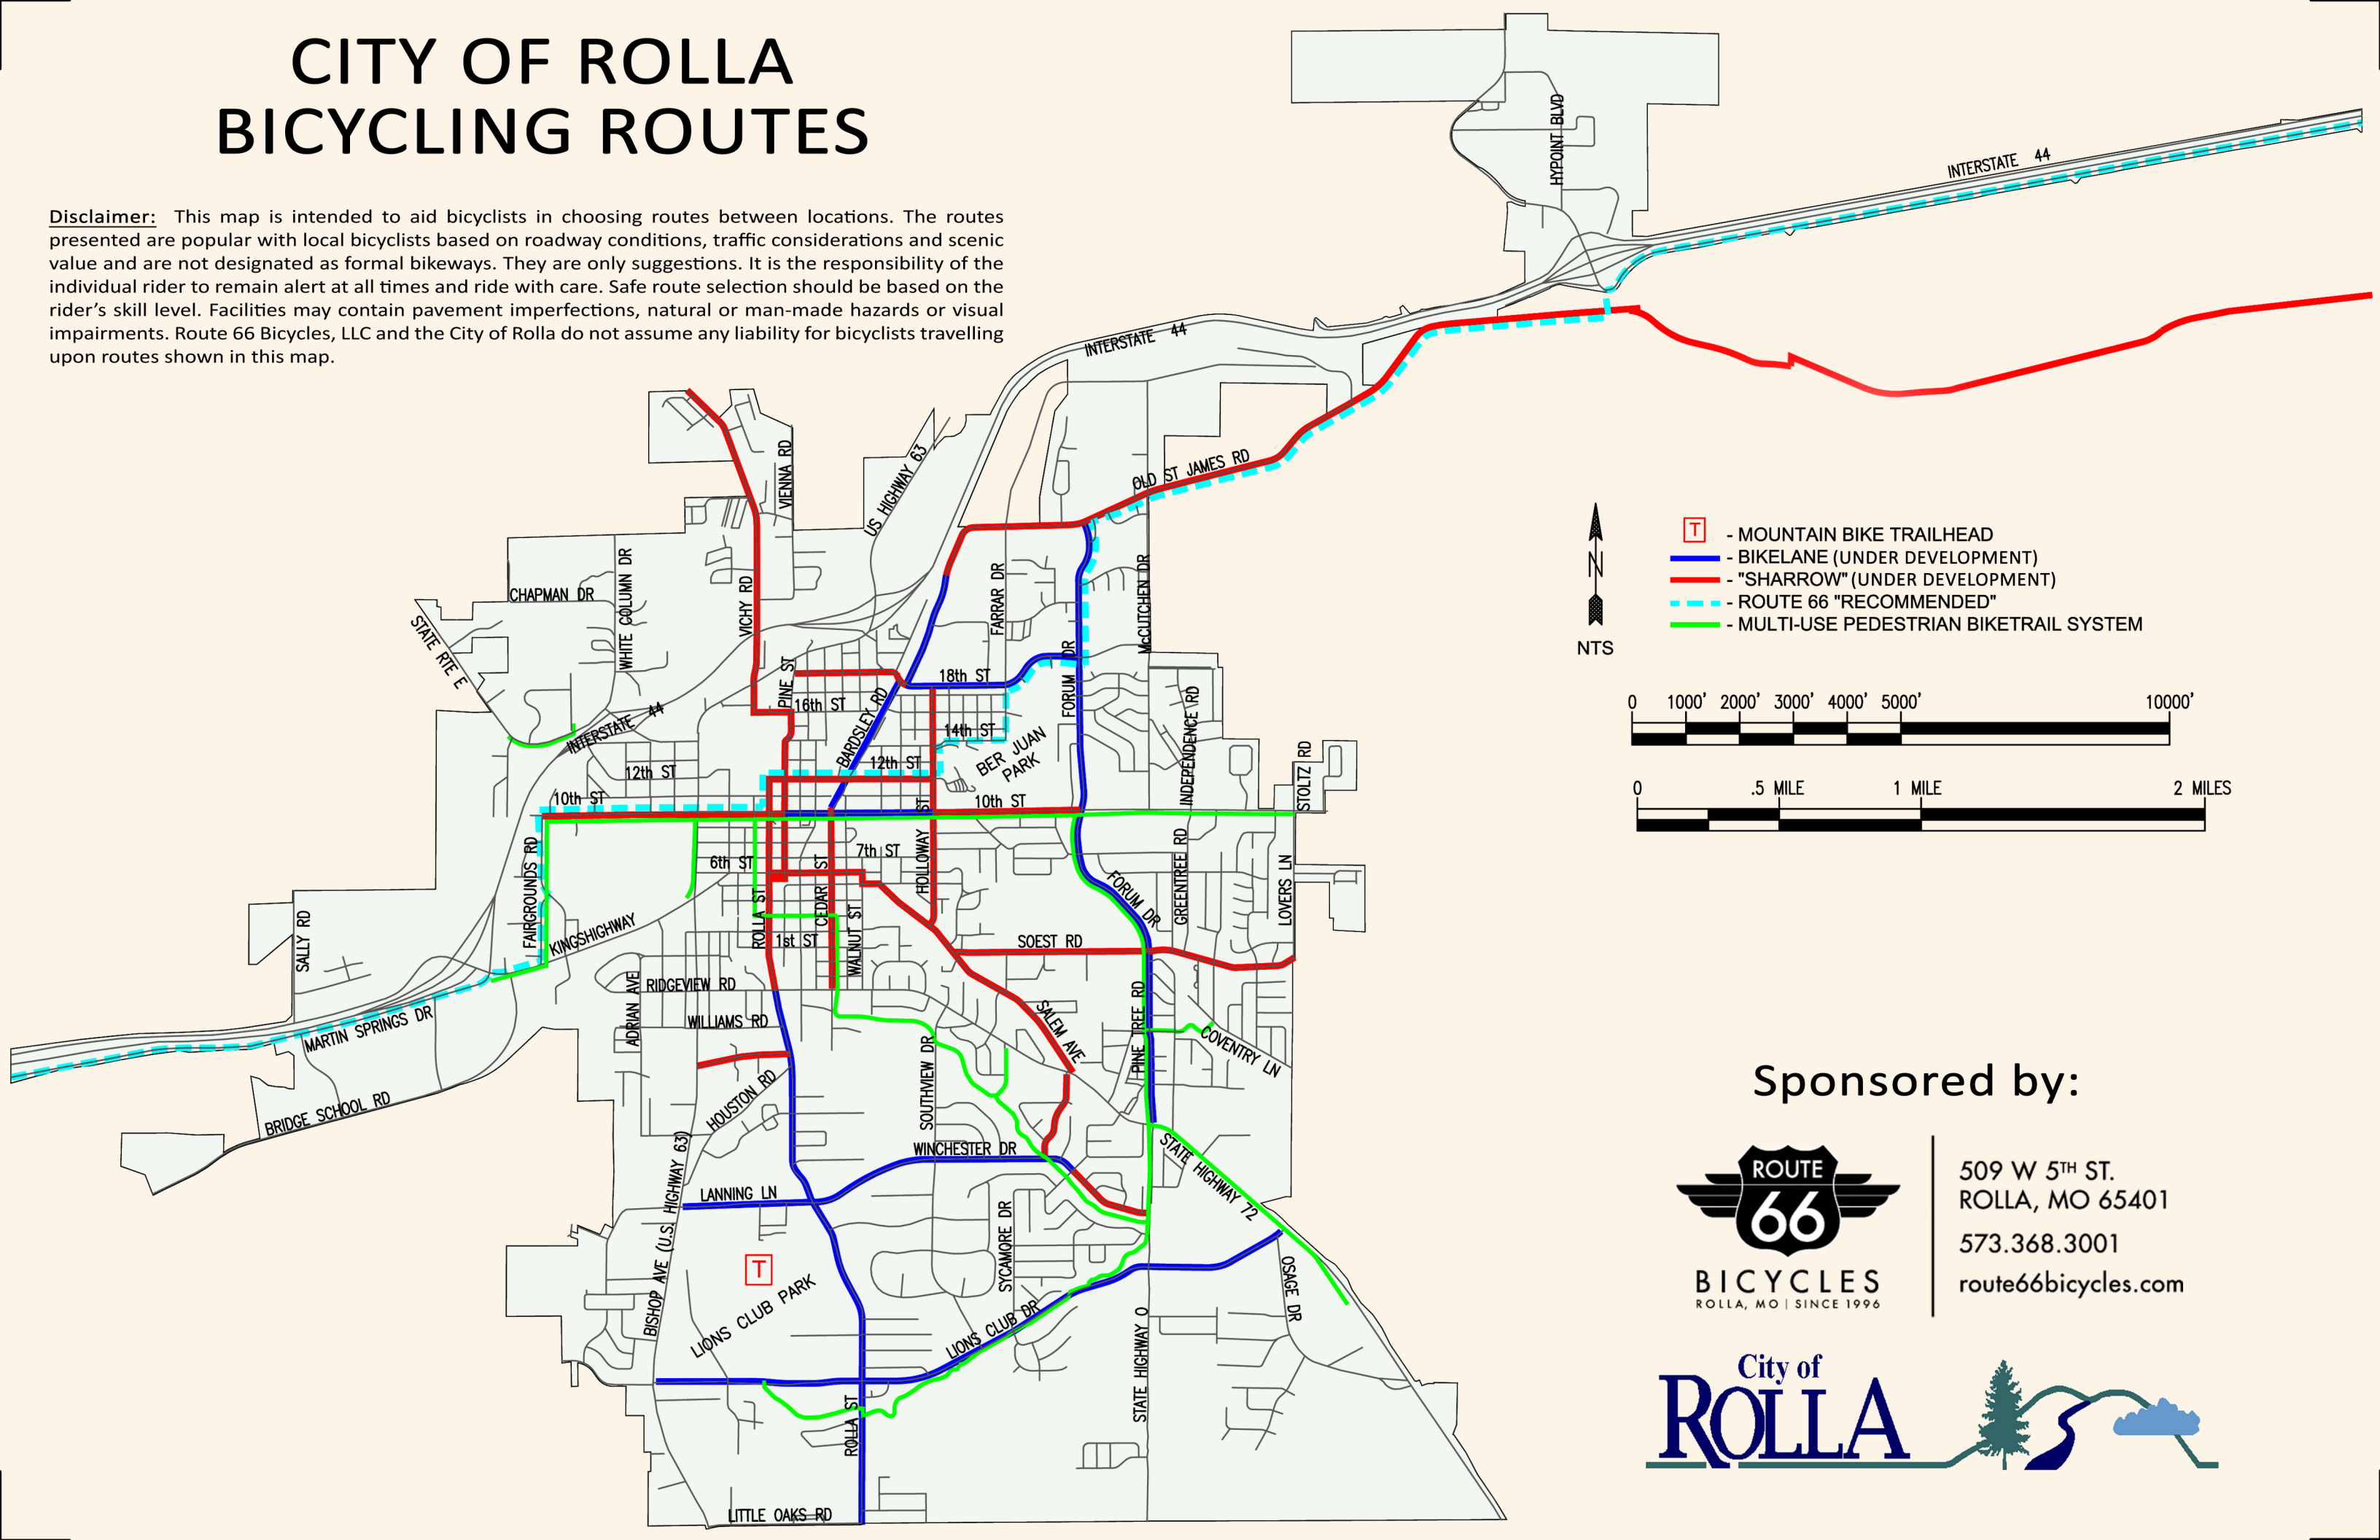 CITY OF ROLLA
BICYCLING ROUTES
Disclaimer: This map is intended to aid bicyclists in choosing routes between locations. The routes
presented are popular with local bicyclists based on roadway conditions, traffic considerations and scenic
value and are not designated as formal bikeways. They are only suggestions. It is the responsibility of the
individual rider to remain alert at all times and ride with care. Safe route selection should be based on the
rider's skill level. Facilities may contain pavement imperfections, natural or man-made hazards or visual
impairments. Route 66 Bicycles, LLC and the City of Rolla do not assume any liability for bicyclists travelling
upon routes shown in this map.
HYPOINT BLVD
INTERSTATE 44
INTERSTATE 44
VIENNA RD
US HIGHWAY 63
OLD ST JAMES RD
CHAPMAN DR
WHITE COLUMN DR
VICHY RD
FARRAR DR
McCUTCHEN DR
STATE RTE E
PINE ST
18th ST
FORUM DR
16th ST
BARDSLEY RD
INDEPENDENCE RD
INTERSTATE 44
14th ST
BER JUAN
PARK
12th ST
12th ST
STOLTZ RD
10th ST
10th ST
FAIRGROUNDS RD
6th ST
7th ST
HOLLOWAY ST
CEDAR ST
GREENTREE RD
LOVERS LN
FORUM DR
ROLLA ST
WALNUT ST
1st ST
SOEST RD
SALLY RD
KINGSHIGHWAY
ADRIAN AVE
RIDGEVIEW RD
WILLIAMS RD
SALEM AVE
PINE TREE RD
COVENTRY LN
MARTIN SPRINGS DR
BRIDGE SCHOOL RD
HOUSTON RD
SOUTHVIEW DR
WINCHESTER DR
STATE HIGHWAY 72
LANNING LN
BISHOP AVE (U.S. HIGHWAY 63)
SYCAMORE DR
T
LIONS CLUB PARK
LIONS CLUB DR
OSAGE DR
STATE HIGHWAY O
ROLLA ST
LITTLE OAKS RD
N
NTS
T - MOUNTAIN BIKE TRAILHEAD
- BIKELANE (UNDER DEVELOPMENT)
- "SHARROW" (UNDER DEVELOPMENT)
- ROUTE 66 "RECOMMENDED"
- MULTI-USE PEDESTRIAN BIKETRAIL SYSTEM
0 1000' 2000' 3000' 4000' 5000' 10000'
0 .5 MILE 1 MILE 2 MILES
Sponsored by:
ROUTE
66
BICYCLES
ROLLA, MO | SINCE 1996
509 W 5TH ST.
ROLLA, MO 65401
573.368.3001
route66bicycles.com
City of
ROLLA